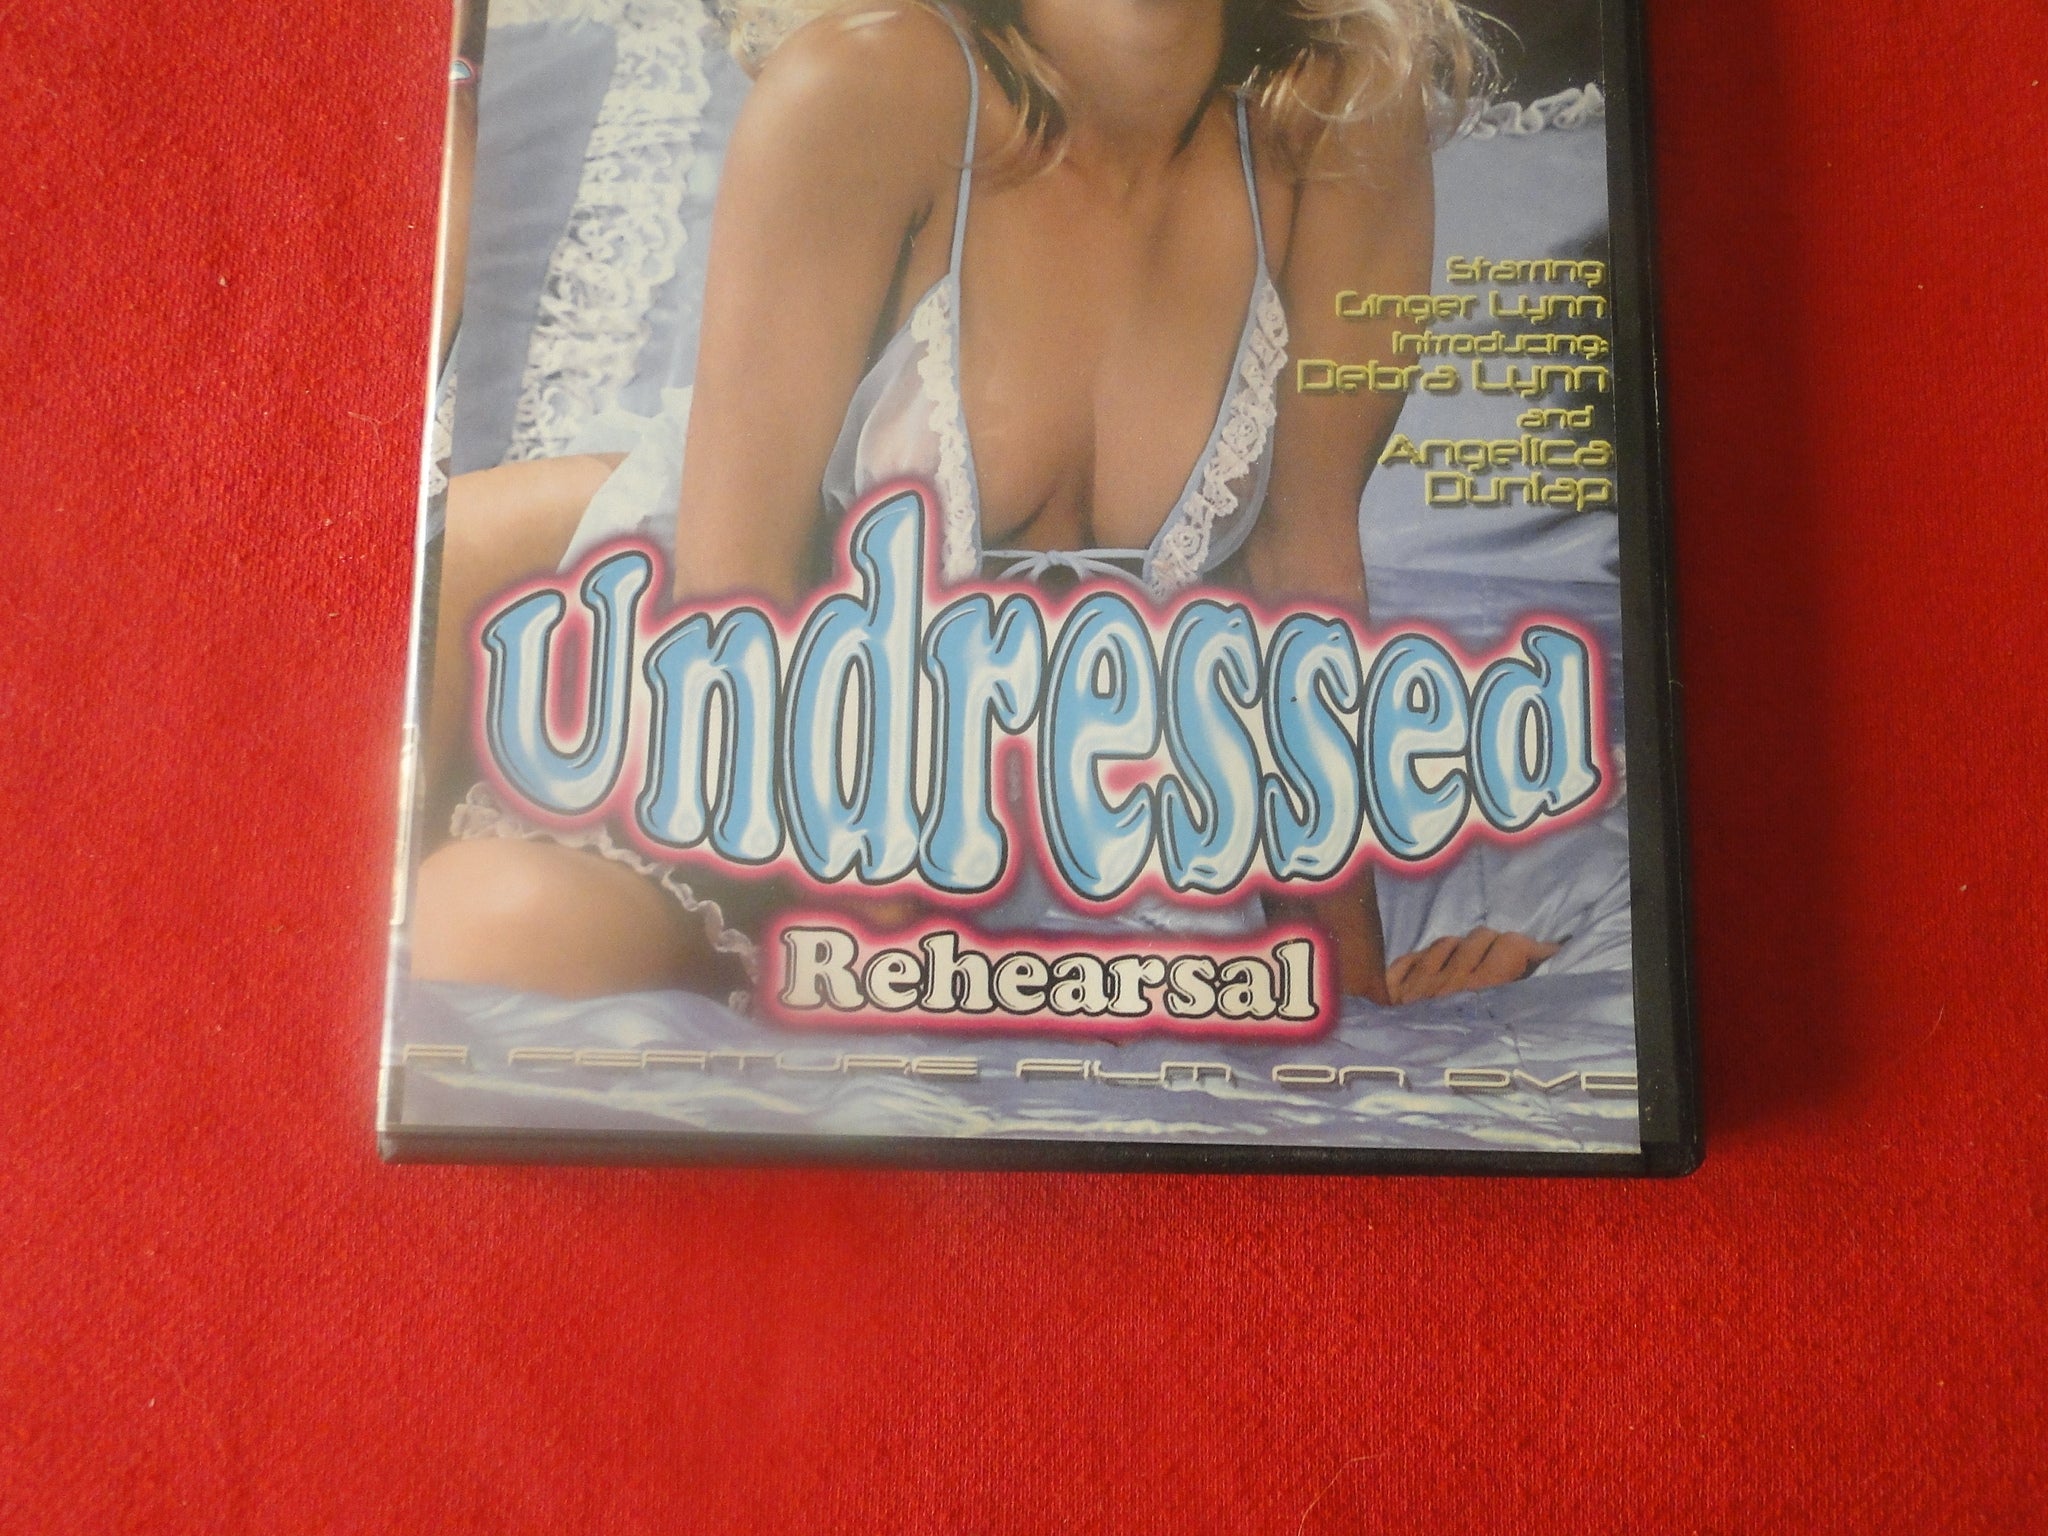 Starring
Ginger Lynn
Introducing:
Debra Lynn
and
Angelica
Dunlap
Undressed
Rehearsal
A FEATURE FILM ON DVD